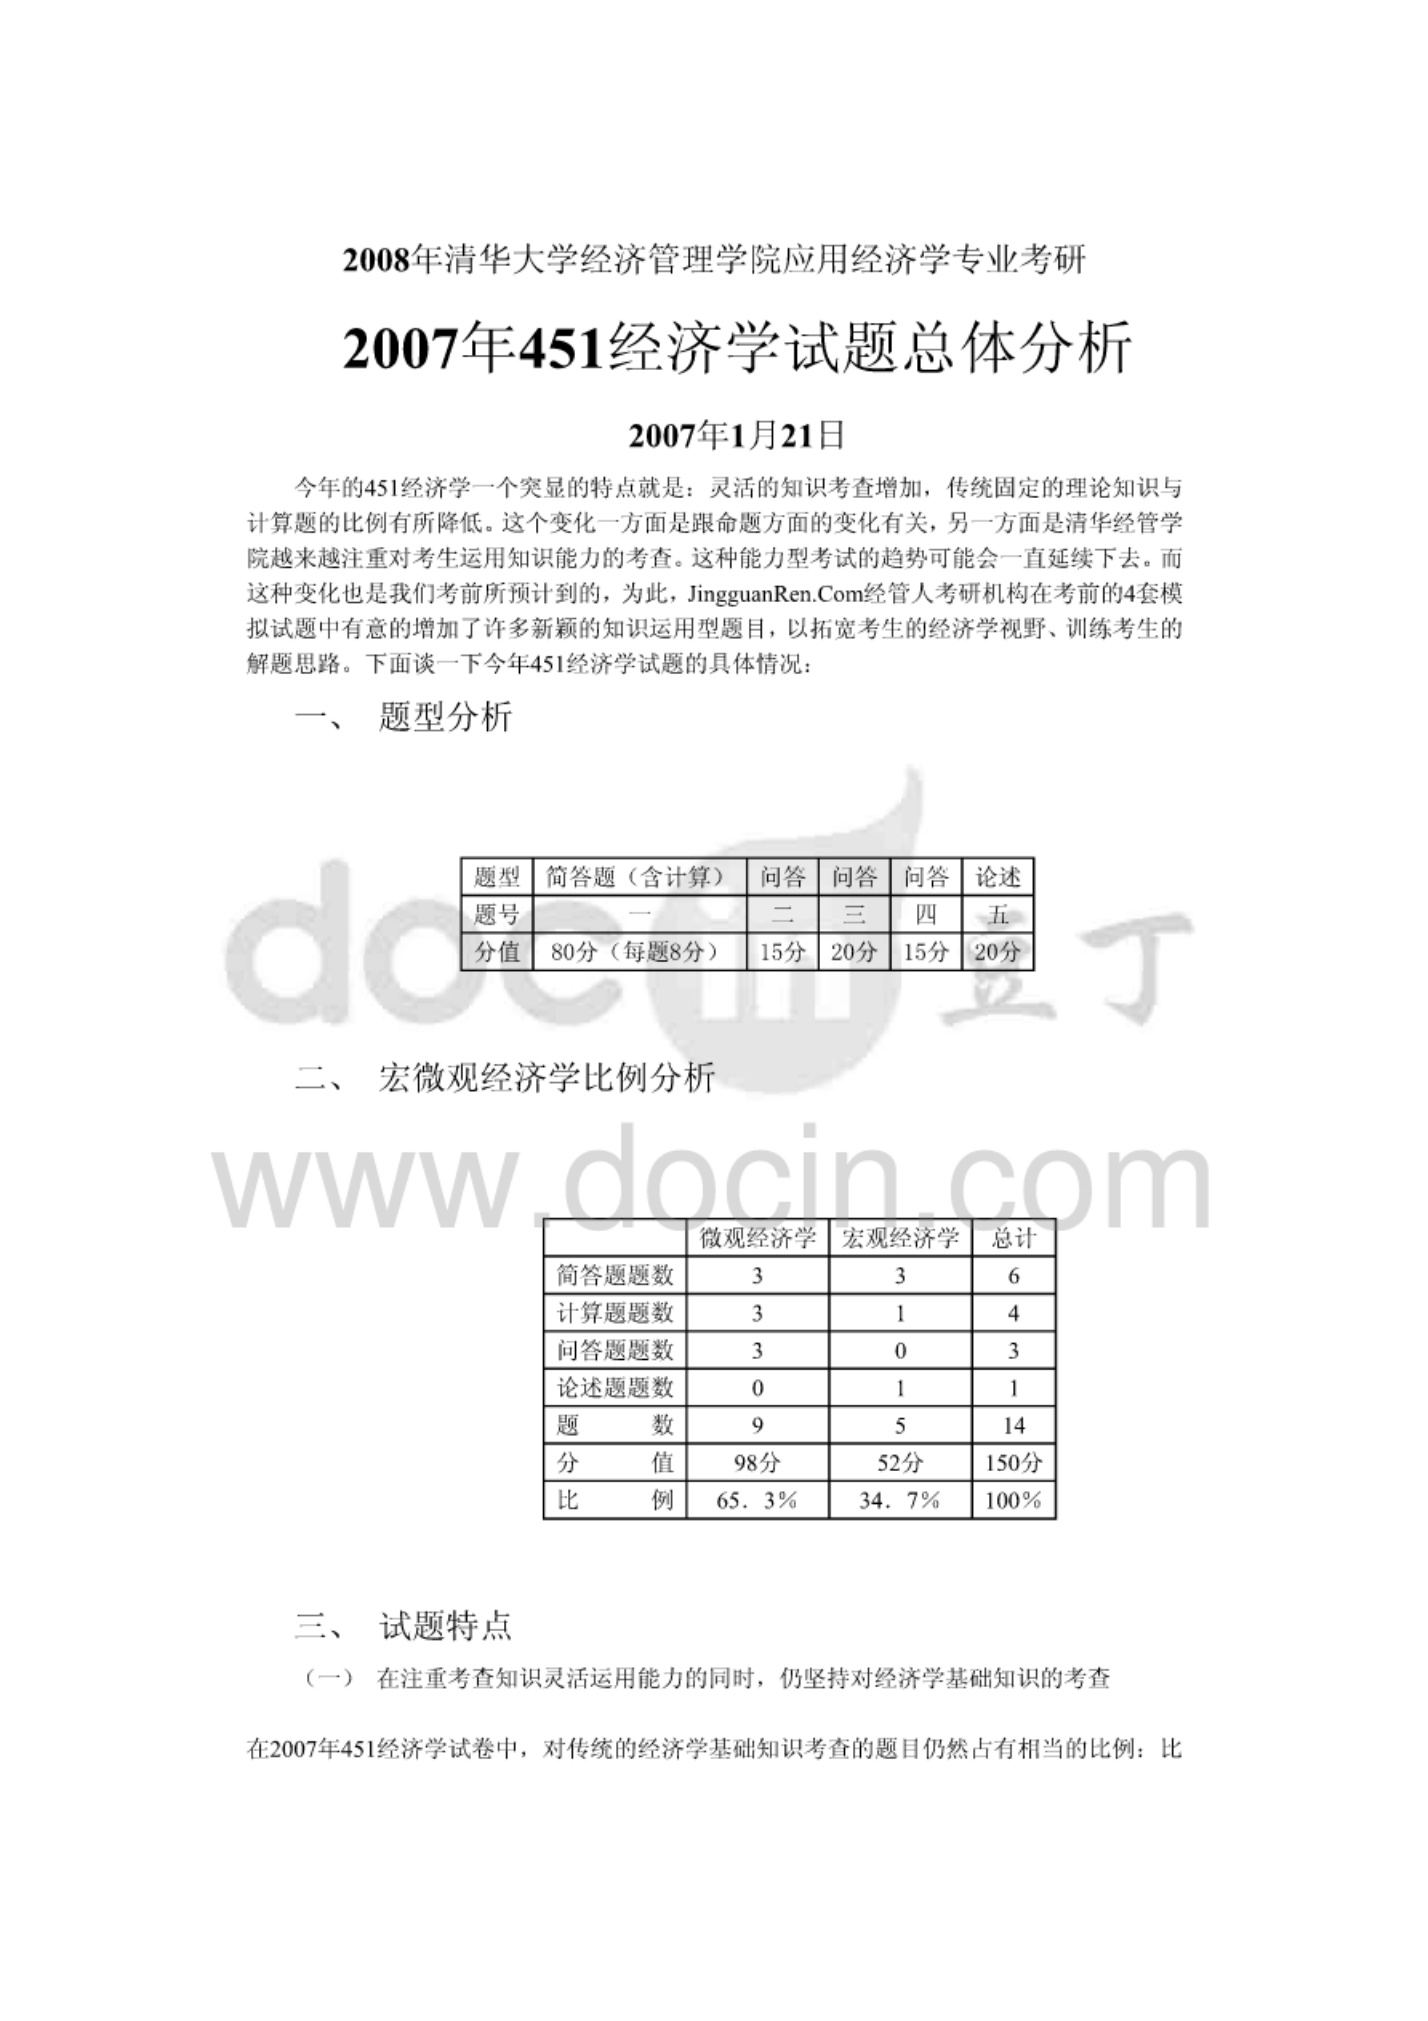 2008年清华大学经济管理学院应用经济学专业考研
2007年451经济学试题总体分析
2007年1月21日
今年的451经济学一个突显的特点就是：灵活的知识考查增加，传统固定的理论知识与
计算题的比例有所降低。这个变化一方面是跟命题方面的变化有关，另一方面是清华经管学
院越来越注重对考生运用知识能力的考查。这种能力型考试的趋势可能会一直延续下去。而
这种变化也是我们考前所预计到的，为此，JingguanRen.Com经管人考研机构在考前的4套模
拟试题中有意的增加了许多新颖的知识运用型题目，以拓宽考生的经济学视野、训练考生的
解题思路。下面谈一下今年451经济学试题的具体情况：
一、 题型分析
题型 简答题（含计算） 问答 问答 问答 论述
题号 一 二 三 四 五
分值 80分（每题8分） 15分 20分 15分 20分
docin 豆丁
二、 宏微观经济学比例分析
www.docin.com
微观经济学 宏观经济学 总计
简答题题数 3 3 6
计算题题数 3 1 4
问答题题数 3 0 3
论述题题数 0 1 1
题 数 9 5 14
分 值 98分 52分 150分
比 例 65．3% 34．7% 100%
三、 试题特点
（一） 在注重考查知识灵活运用能力的同时，仍坚持对经济学基础知识的考查
在2007年451经济学试卷中，对传统的经济学基础知识考查的题目仍然占有相当的比例：比